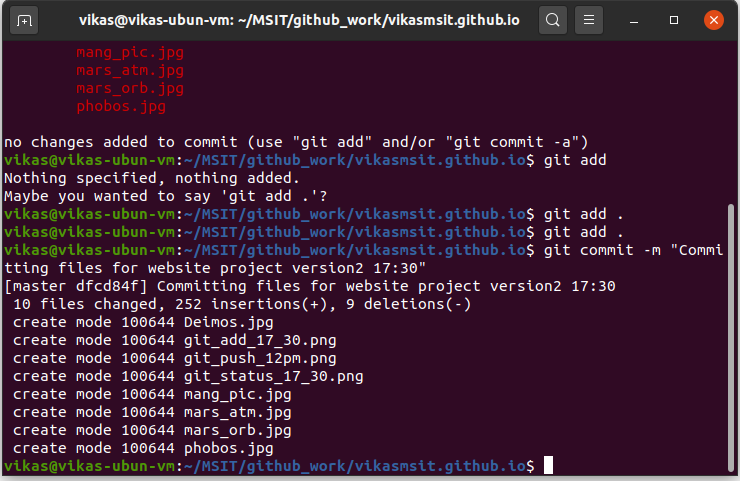 vikas@vikas-ubun-vm: ~/MSIT/github_work/vikasmsit.github.io
mang_pic.jpg
mars_atm.jpg
mars_orb.jpg
phobos.jpg
no changes added to commit (use "git add" and/or "git commit -a")
vikas@vikas-ubun-vm:~/MSIT/github_work/vikasmsit.github.io$ git add
Nothing specified, nothing added.
Maybe you wanted to say 'git add .'?
vikas@vikas-ubun-vm:~/MSIT/github_work/vikasmsit.github.io$ git add .
vikas@vikas-ubun-vm:~/MSIT/github_work/vikasmsit.github.io$ git add .
vikas@vikas-ubun-vm:~/MSIT/github_work/vikasmsit.github.io$ git commit -m "Commi
tting files for website project version2 17:30"
[master dfcd84f] Committing files for website project version2 17:30
 10 files changed, 252 insertions(+), 9 deletions(-)
 create mode 100644 Deimos.jpg
 create mode 100644 git_add_17_30.png
 create mode 100644 git_push_12pm.png
 create mode 100644 git_status_17_30.png
 create mode 100644 mang_pic.jpg
 create mode 100644 mars_atm.jpg
 create mode 100644 mars_orb.jpg
 create mode 100644 phobos.jpg
vikas@vikas-ubun-vm:~/MSIT/github_work/vikasmsit.github.io$